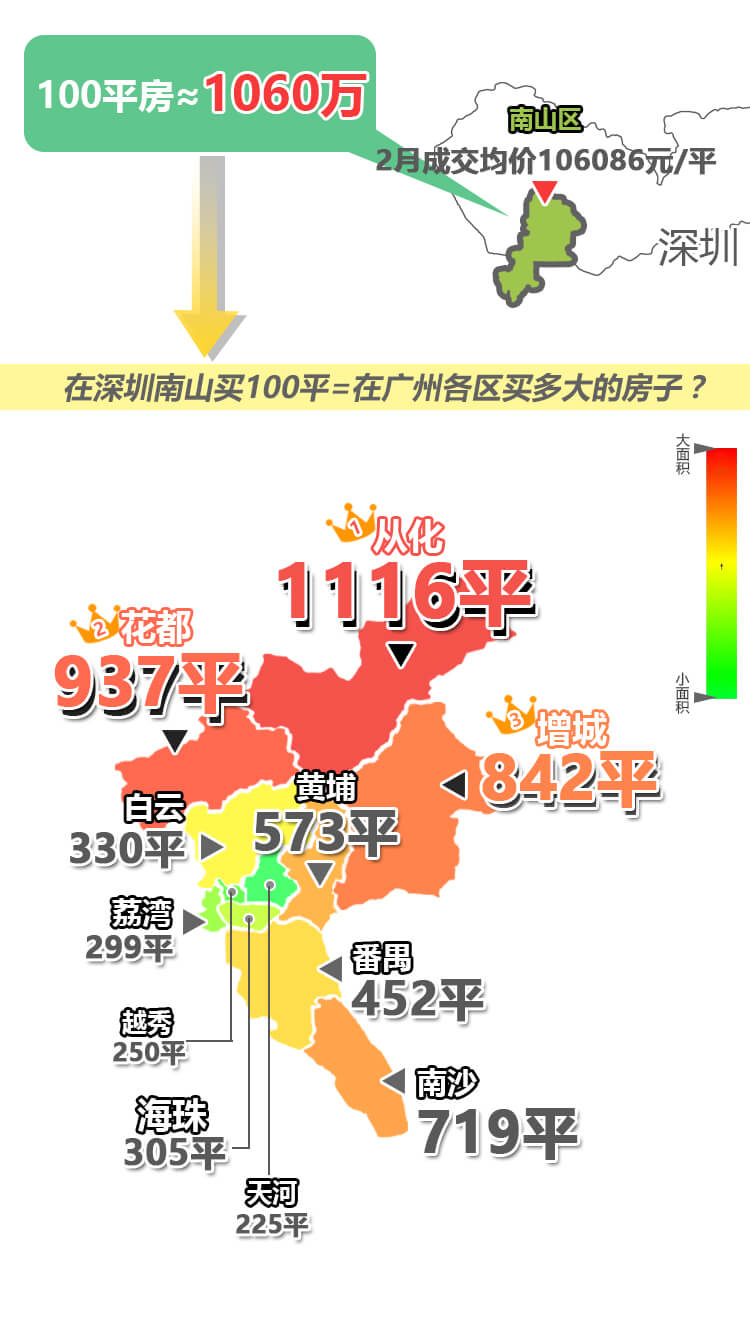 100平房≈1060万
南山区
2月成交均价106086元/平
深圳
在深圳南山买100平=在广州各区买多大的房子？
大面积
小面积
1
从化
1116平
2
花都
937平
3
增城
842平
黄埔
573平
白云
330平
荔湾
299平
番禺
452平
越秀
250平
南沙
719平
海珠
305平
天河
225平